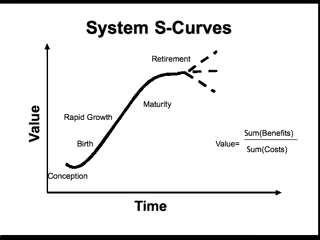 System S-Curves
Retirement
Maturity
Rapid Growth
Birth
Conception
Value
Time
Value= Sum(Benefits)
Sum(Costs)